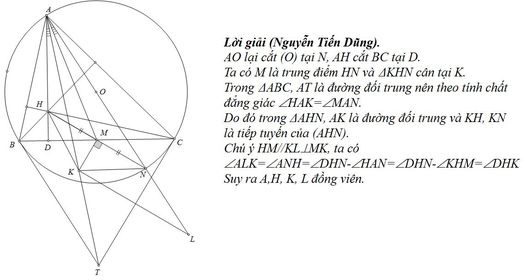 Lời giải (Nguyễn Tiến Dũng).
AO lại cắt (O) tại N, AH cắt BC tại D.
Ta có M là trung điểm HN và ΔKHN cân tại K.
Trong ΔABC, AT là đường đối trung nên theo tính chất
đẳng giác ∠HAK=∠MAN.
Do đó trong ΔAHN, AK là đường đối trung và KH, KN
là tiếp tuyến của (AHN).
Chú ý HM//KL⊥MK, ta có
∠ALK=∠ANH=∠DHN-∠HAN=∠DHN-∠KHM=∠DHK
Suy ra A,H, K, L đồng viên.
A
O
H
M
B
D
C
K
N
L
T